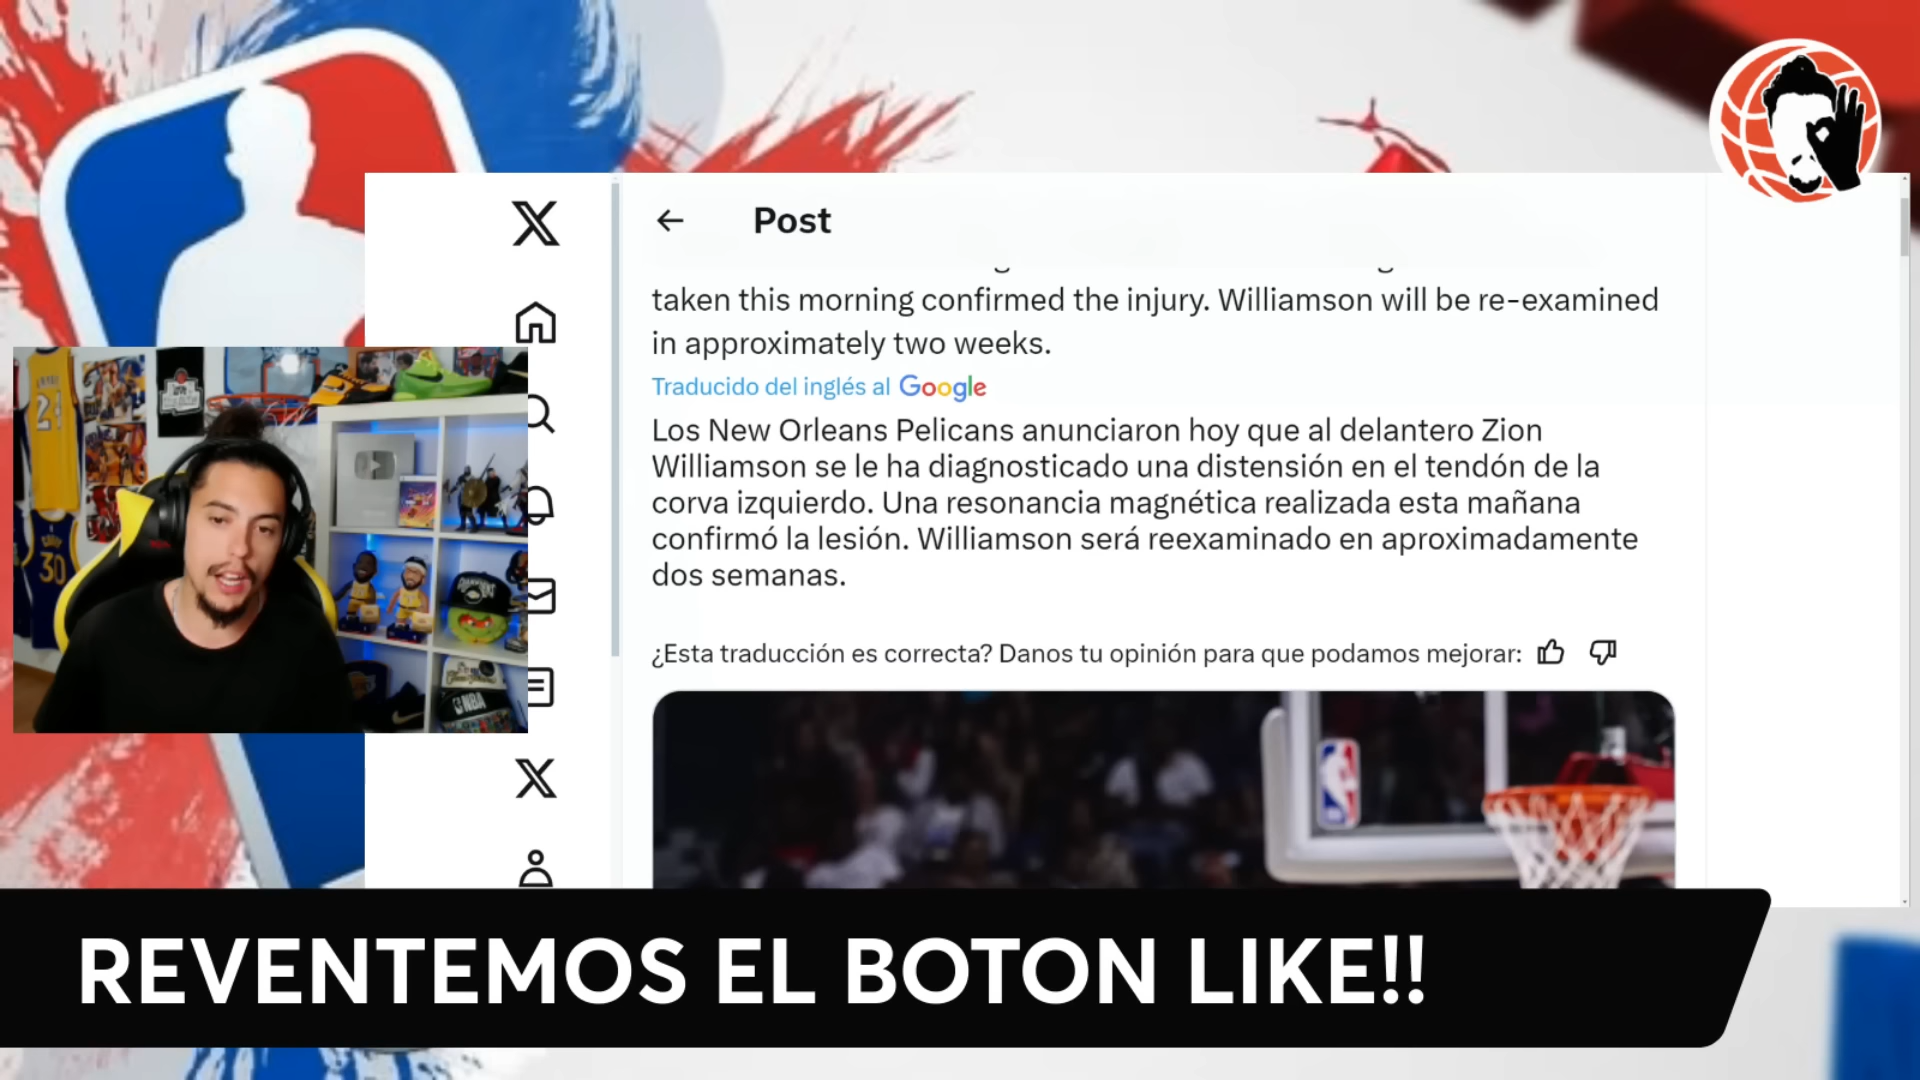 Post
taken this morning confirmed the injury. Williamson will be re-examined
in approximately two weeks.
Traducido del inglés al Google
Los New Orleans Pelicans anunciaron hoy que al delantero Zion
Williamson se le ha diagnosticado una distensión en el tendón de la
corva izquierdo. Una resonancia magnética realizada esta mañana
confirmó la lesión. Williamson será reexaminado en aproximadamente
dos semanas.
¿Esta traducción es correcta? Danos tu opinión para que podamos mejorar:
24
30
NBA
REVENTEMOS EL BOTON LIKE!!